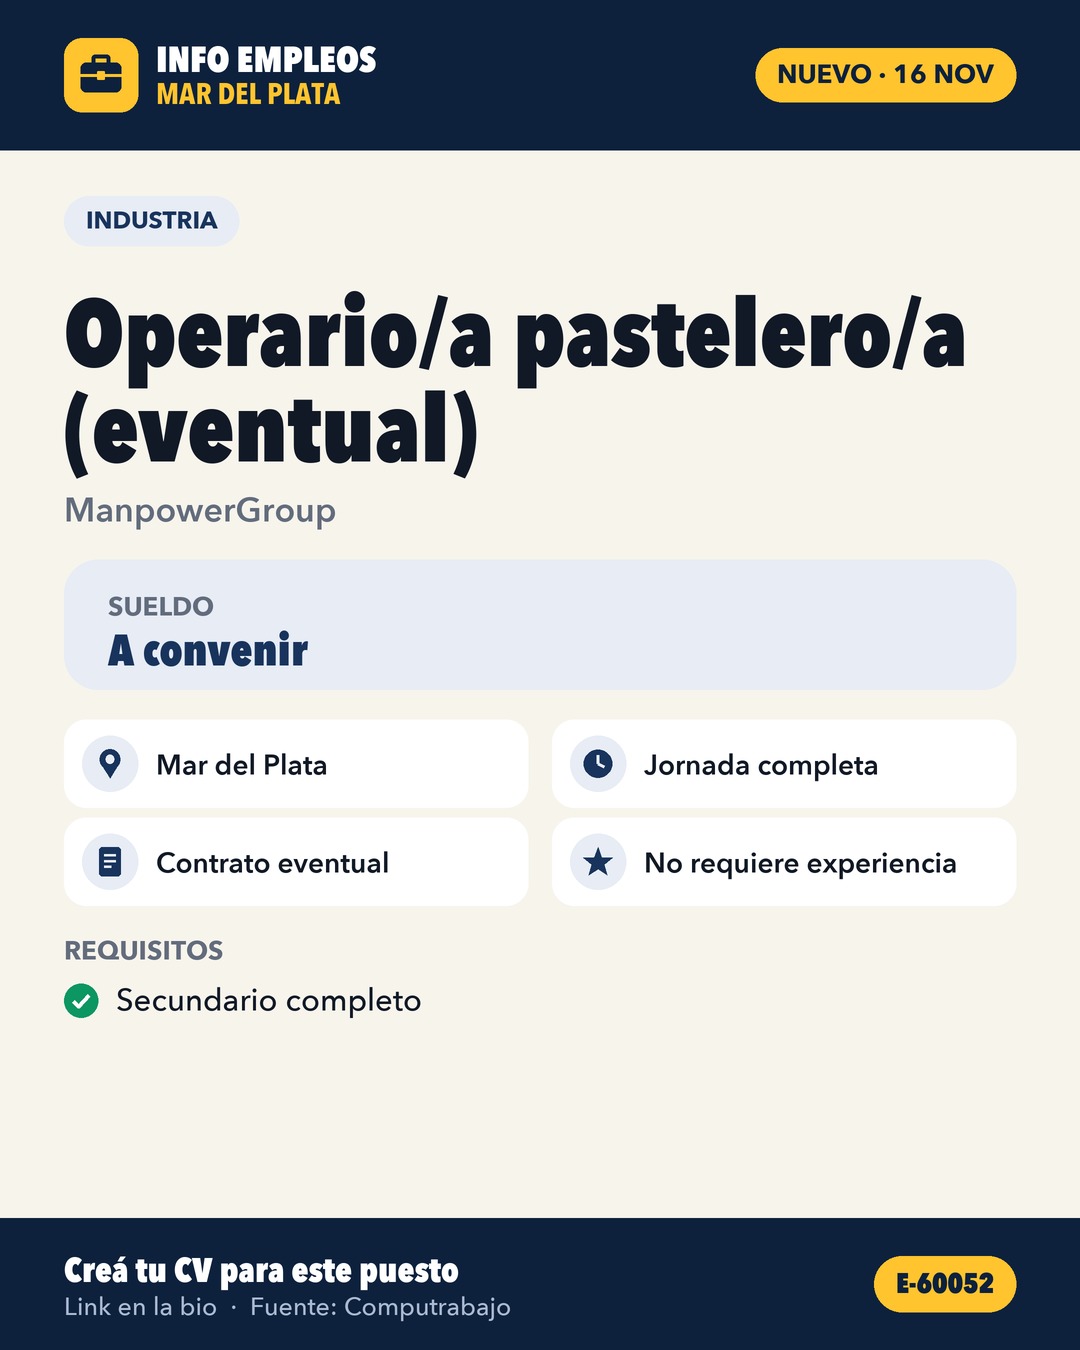 INFO EMPLEOS
MAR DEL PLATA
NUEVO · 16 NOV
INDUSTRIA
Operario/a pastelero/a
(eventual)
ManpowerGroup
SUELDO
A convenir
Mar del Plata
Jornada completa
Contrato eventual
No requiere experiencia
REQUISITOS
Secundario completo
Creá tu CV para este puesto
Link en la bio · Fuente: Computrabajo
E-60052